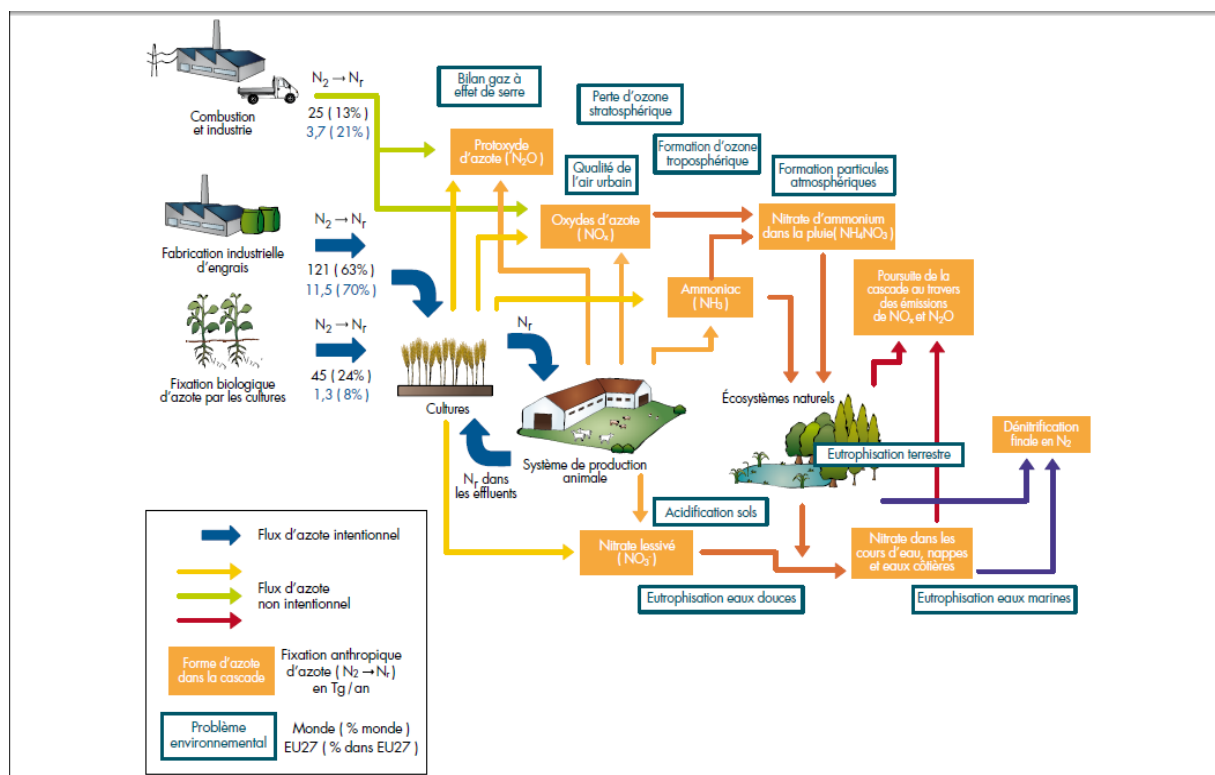 N₂ → Nᵣ
25 ( 13%)
3,7 ( 21%)
Combustion
et industrie
Bilan gaz à
effet de serre
Perte d'ozone
stratosphérique
Protoxyde
d'azote (˙N₂O )
Formation d'ozone
troposphérique
Qualité de
l'air urbain
Formation particules
atmosphériques
N₂ → Nᵣ
Oxydes d'azote
( NOₓ)
Nitrate d'ammonium
dans la pluie( NH4NO₃)
Fabrication industrielle
d'engrais
121 ( 63%)
11,5 ( 70%)
Ammoniac
( NH₃ )
Poursuite de la
cascade au travers
des émissions
de NOₓ et N₂O
N₂ → Nᵣ
Nᵣ
Fixation biologique
d'azote par les cultures
45 ( 24%)
1,3 ( 8%)
Cultures
Écosystèmes naturels
Dénitrification
finale en N₂
Eutrophisation terrestre
Système de production
animale
Nᵣ dans
les effluents
Acidification sols
Nitrate lessivé
( NO₃⁻)
Nitrate dans les
cours d'eau, nappes
et eaux côtières
Eutrophisation eaux douces
Eutrophisation eaux marines
Flux d'azote intentionnel
Flux d'azote
non intentionnel
Forme d'azote
dans la cascade
Fixation anthropique
d'azote ( N₂ → Nᵣ)
en Tg / an
Problème
environnemental
Monde ( % monde )
EU27 ( % dans EU27 )